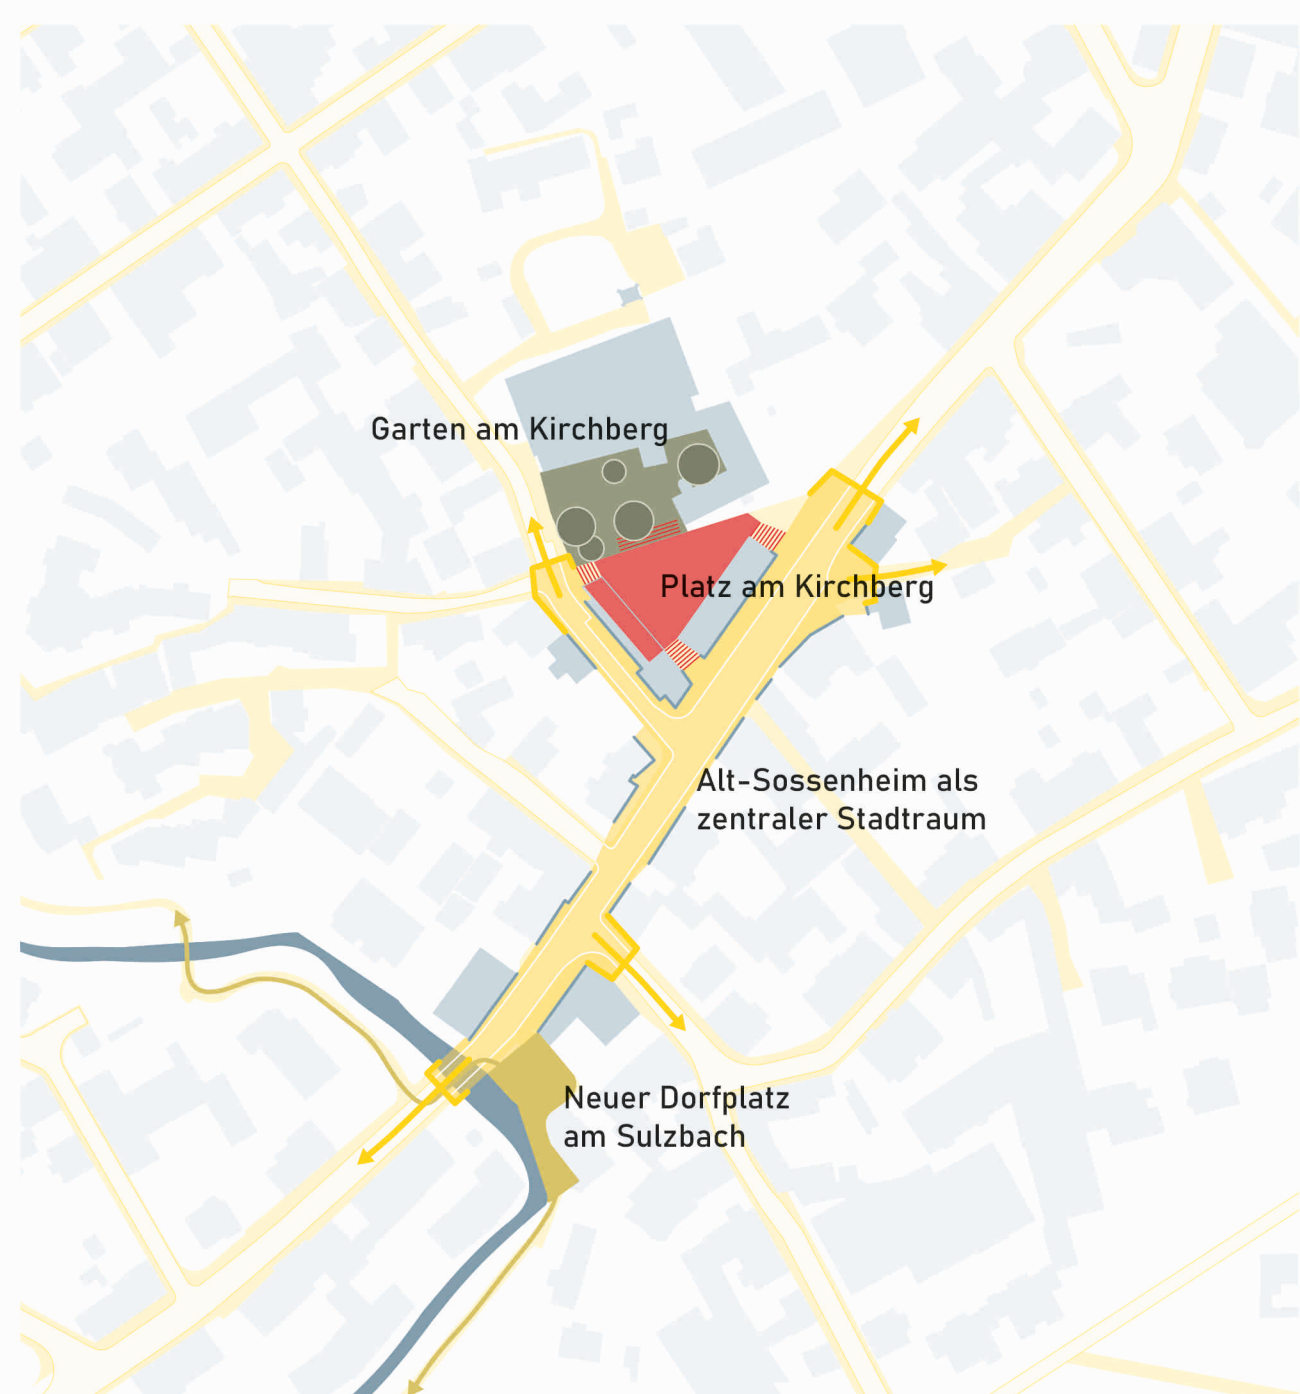 Garten am Kirchberg
Platz am Kirchberg
Alt-Sossenheim als
zentraler Stadtraum
Neuer Dorfplatz
am Sulzbach